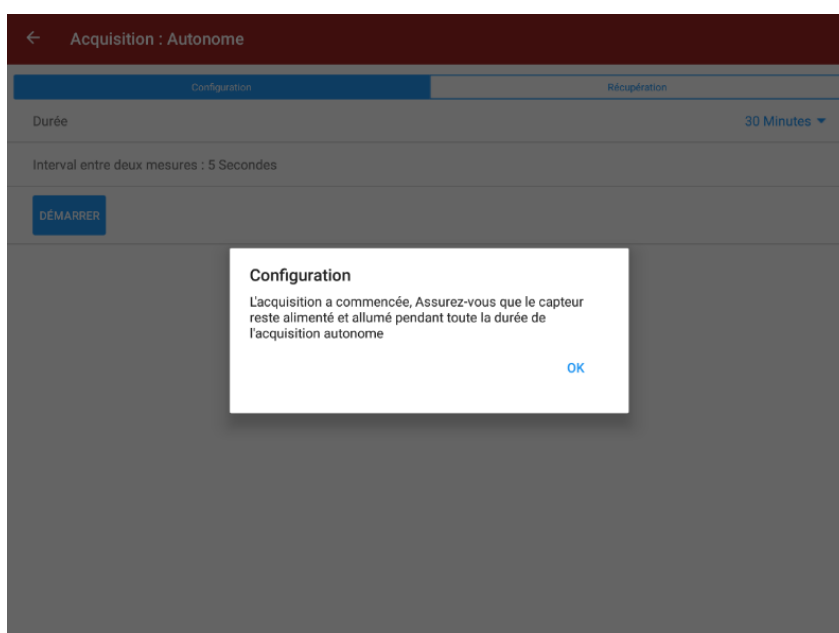 Acquisition : Autonome
Configuration
Récupération
Durée
30 Minutes
Interval entre deux mesures : 5 Secondes
DÉMARRER
Configuration
L'acquisition a commencée, Assurez-vous que le capteur
reste alimenté et allumé pendant toute la durée de
l'acquisition autonome
OK